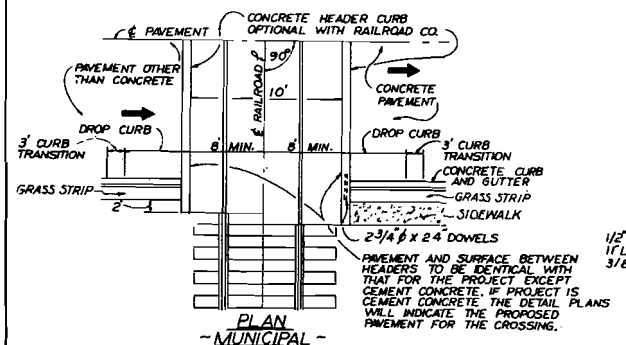 CONCRETE HEADER CURB
OPTIONAL WITH RAILROAD CO.
℄ PAVEMENT
90°
PAVEMENT OTHER
THAN CONCRETE
℄ RAILROAD
10'
CONCRETE
PAVEMENT
DROP CURB
8' MIN.
8' MIN.
DROP CURB
3' CURB
TRANSITION
3' CURB
TRANSITION
CONCRETE CURB
AND GUTTER
GRASS STRIP
GRASS STRIP
2'
SIDEWALK
2 3/4" ϕ X 24" DOWELS
PAVEMENT AND SURFACE BETWEEN
HEADERS TO BE IDENTICAL WITH
THAT FOR THE PROJECT EXCEPT
CEMENT CONCRETE. IF PROJECT IS
CEMENT CONCRETE THE DETAIL PLANS
WILL INDICATE THE PROPOSED
PAVEMENT FOR THE CROSSING.
1/2"
PLAN
~ MUNICIPAL ~